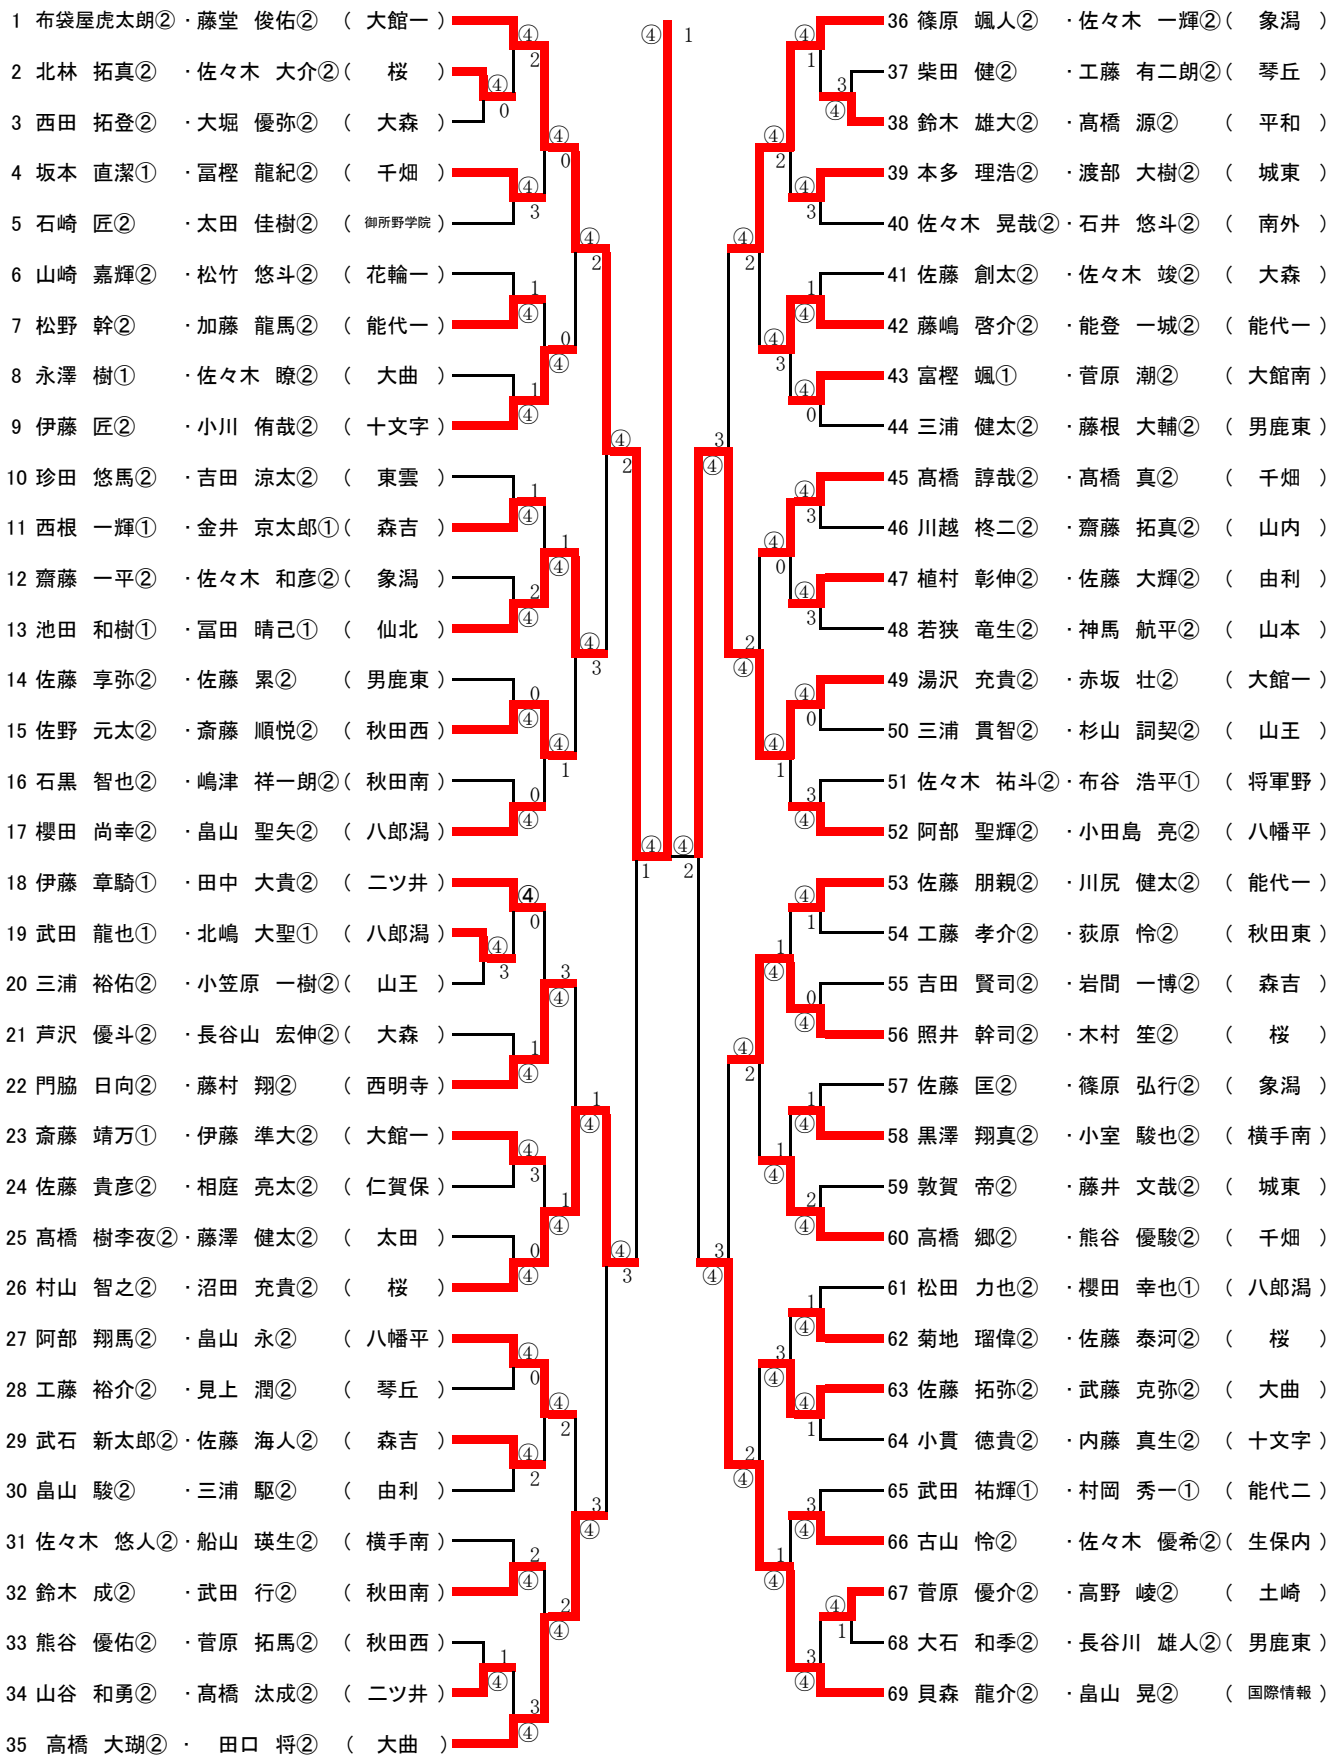 ④ 1
1 布袋屋虎太朗② ・藤堂 俊佑② ( 大館一 )
2 北林 拓真② ・佐々木 大介② ( 桜 )
3 西田 拓登② ・大堀 優弥② ( 大森 )
4 坂本 直潔① ・冨樫 龍紀② ( 千畑 )
5 石崎 匠② ・太田 佳樹② ( 御所野学院 )
6 山崎 嘉輝② ・松竹 悠斗② ( 花輪一 )
7 松野 幹② ・加藤 龍馬② ( 能代一 )
8 永澤 樹① ・佐々木 瞭② ( 大曲 )
9 伊藤 匠② ・小川 侑哉② ( 十文字 )
10 珍田 悠馬② ・吉田 涼太② ( 東雲 )
11 西根 一輝① ・金井 京太郎① ( 森吉 )
12 齋藤 一平② ・佐々木 和彦② ( 象潟 )
13 池田 和樹① ・冨田 晴己① ( 仙北 )
14 佐藤 享弥② ・佐藤 累② ( 男鹿東 )
15 佐野 元太② ・斎藤 順悦② ( 秋田西 )
16 石黒 智也② ・嶋津 祥一朗② ( 秋田南 )
17 櫻田 尚幸② ・畠山 聖矢② ( 八郎潟 )
18 伊藤 章騎① ・田中 大貴② ( 二ツ井 )
19 武田 龍也① ・北嶋 大聖① ( 八郎潟 )
20 三浦 裕佑② ・小笠原 一樹② ( 山王 )
21 芦沢 優斗② ・長谷山 宏伸② ( 大森 )
22 門脇 日向② ・藤村 翔② ( 西明寺 )
23 斎藤 靖万① ・伊藤 準大② ( 大館一 )
24 佐藤 貴彦② ・相庭 亮太② ( 仁賀保 )
25 髙橋 樹李夜② ・藤澤 健太② ( 太田 )
26 村山 智之② ・沼田 充貴② ( 桜 )
27 阿部 翔馬② ・畠山 永② ( 八幡平 )
28 工藤 裕介② ・見上 潤② ( 琴丘 )
29 武石 新太郎② ・佐藤 海人② ( 森吉 )
30 畠山 駿② ・三浦 駆② ( 由利 )
31 佐々木 悠人② ・船山 瑛生② ( 横手南 )
32 鈴木 成② ・武田 行② ( 秋田南 )
33 熊谷 優佑② ・菅原 拓馬② ( 秋田西 )
34 山谷 和勇② ・髙橋 汰成② ( 二ツ井 )
35 高橋 大瑚② ・ 田口 将② ( 大曲 )
36 篠原 颯人② ・佐々木 一輝② ( 象潟 )
37 柴田 健② ・工藤 有二朗② ( 琴丘 )
38 鈴木 雄大② ・髙橋 源② ( 平和 )
39 本多 理浩② ・渡部 大樹② ( 城東 )
40 佐々木 晃哉② ・石井 悠斗② ( 南外 )
41 佐藤 創太② ・佐々木 竣② ( 大森 )
42 藤嶋 啓介② ・能登 一城② ( 能代一 )
43 富樫 颯① ・菅原 潮② ( 大館南 )
44 三浦 健太② ・藤根 大輔② ( 男鹿東 )
45 髙橋 諄哉② ・髙橋 真② ( 千畑 )
46 川越 柊二② ・齋藤 拓真② ( 山内 )
47 植村 彰伸② ・佐藤 大輝② ( 由利 )
48 若狭 竜生② ・神馬 航平② ( 山本 )
49 湯沢 充貴② ・赤坂 壮② ( 大館一 )
50 三浦 貫智② ・杉山 詞契② ( 山王 )
51 佐々木 祐斗② ・布谷 浩平① ( 将軍野 )
52 阿部 聖輝② ・小田島 亮② ( 八幡平 )
53 佐藤 朋親② ・川尻 健太② ( 能代一 )
54 工藤 孝介② ・荻原 怜② ( 秋田東 )
55 吉田 賢司② ・岩間 一博② ( 森吉 )
56 照井 幹司② ・木村 笙② ( 桜 )
57 佐藤 匡② ・篠原 弘行② ( 象潟 )
58 黒澤 翔真② ・小室 駿也② ( 横手南 )
59 敦賀 帝② ・藤井 文哉② ( 城東 )
60 高橋 郷② ・熊谷 優駿② ( 千畑 )
61 松田 力也② ・櫻田 幸也① ( 八郎潟 )
62 菊地 瑠偉② ・佐藤 泰河② ( 桜 )
63 佐藤 拓弥② ・武藤 克弥② ( 大曲 )
64 小貫 徳貴② ・内藤 真生② ( 十文字 )
65 武田 祐輝① ・村岡 秀一① ( 能代二 )
66 古山 怜② ・佐々木 優希② ( 生保内 )
67 菅原 優介② ・高野 崚② ( 土崎 )
68 大石 和季② ・長谷川 雄人② ( 男鹿東 )
69 貝森 龍介② ・畠山 晃② ( 国際情報 )